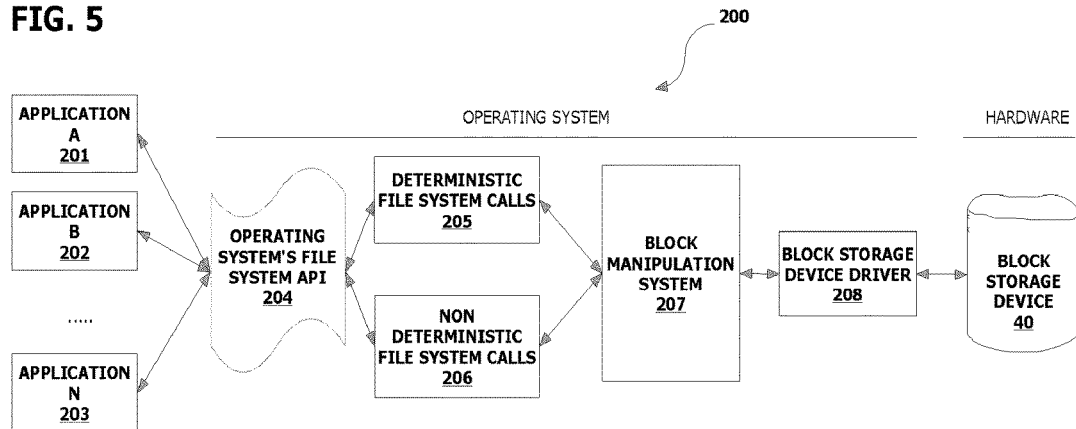 FIG. 5
200
OPERATING SYSTEM
HARDWARE
APPLICATION
A
201
APPLICATION
B
202
.....
APPLICATION
N
203
OPERATING
SYSTEM'S FILE
SYSTEM API
204
DETERMINISTIC
FILE SYSTEM CALLS
205
NON
DETERMINISTIC
FILE SYSTEM CALLS
206
BLOCK
MANIPULATION
SYSTEM
207
BLOCK STORAGE
DEVICE DRIVER
208
BLOCK
STORAGE
DEVICE
40